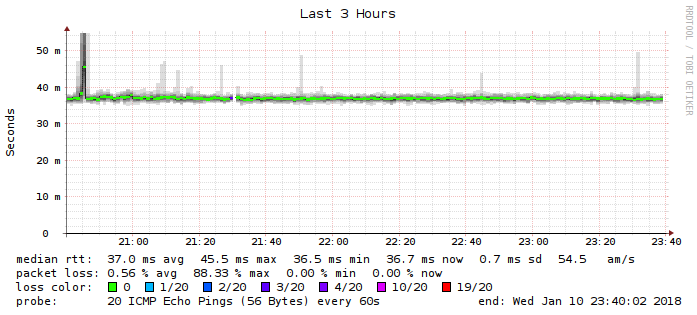 Last 3 Hours
RRDTOOL / TOBI OETIKER
Seconds
50 m
40 m
30 m
20 m
10 m
0
21:00 21:20 21:40 22:00 22:20 22:40 23:00 23:20 23:40
median rtt: 37.0 ms avg 45.5 ms max 36.5 ms min 36.7 ms now 0.7 ms sd 54.5 am/s
packet loss: 0.56 % avg 88.33 % max 0.00 % min 0.00 % now
loss color: 0 1/20 2/20 3/20 4/20 10/20 19/20
probe: 20 ICMP Echo Pings (56 Bytes) every 60s end: Wed Jan 10 23:40:02 2018